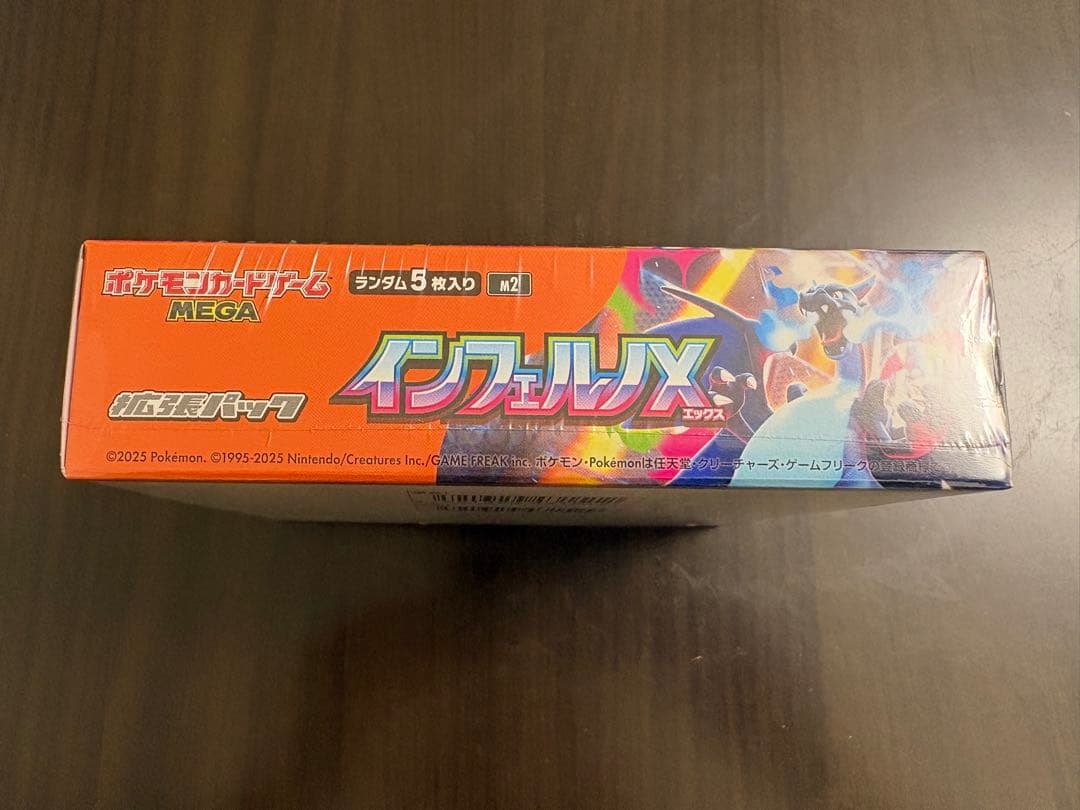 ポケモンカードゲーム
MEGA
ランダム5枚入り
M2
インフェルノX
エックス
拡張パック
©2025 Pokémon. ©1995-2025 Nintendo/Creatures Inc./GAME FREAK inc. ポケモン・Pokémonは任天堂・クリーチャーズ・ゲームフリークの登録商標